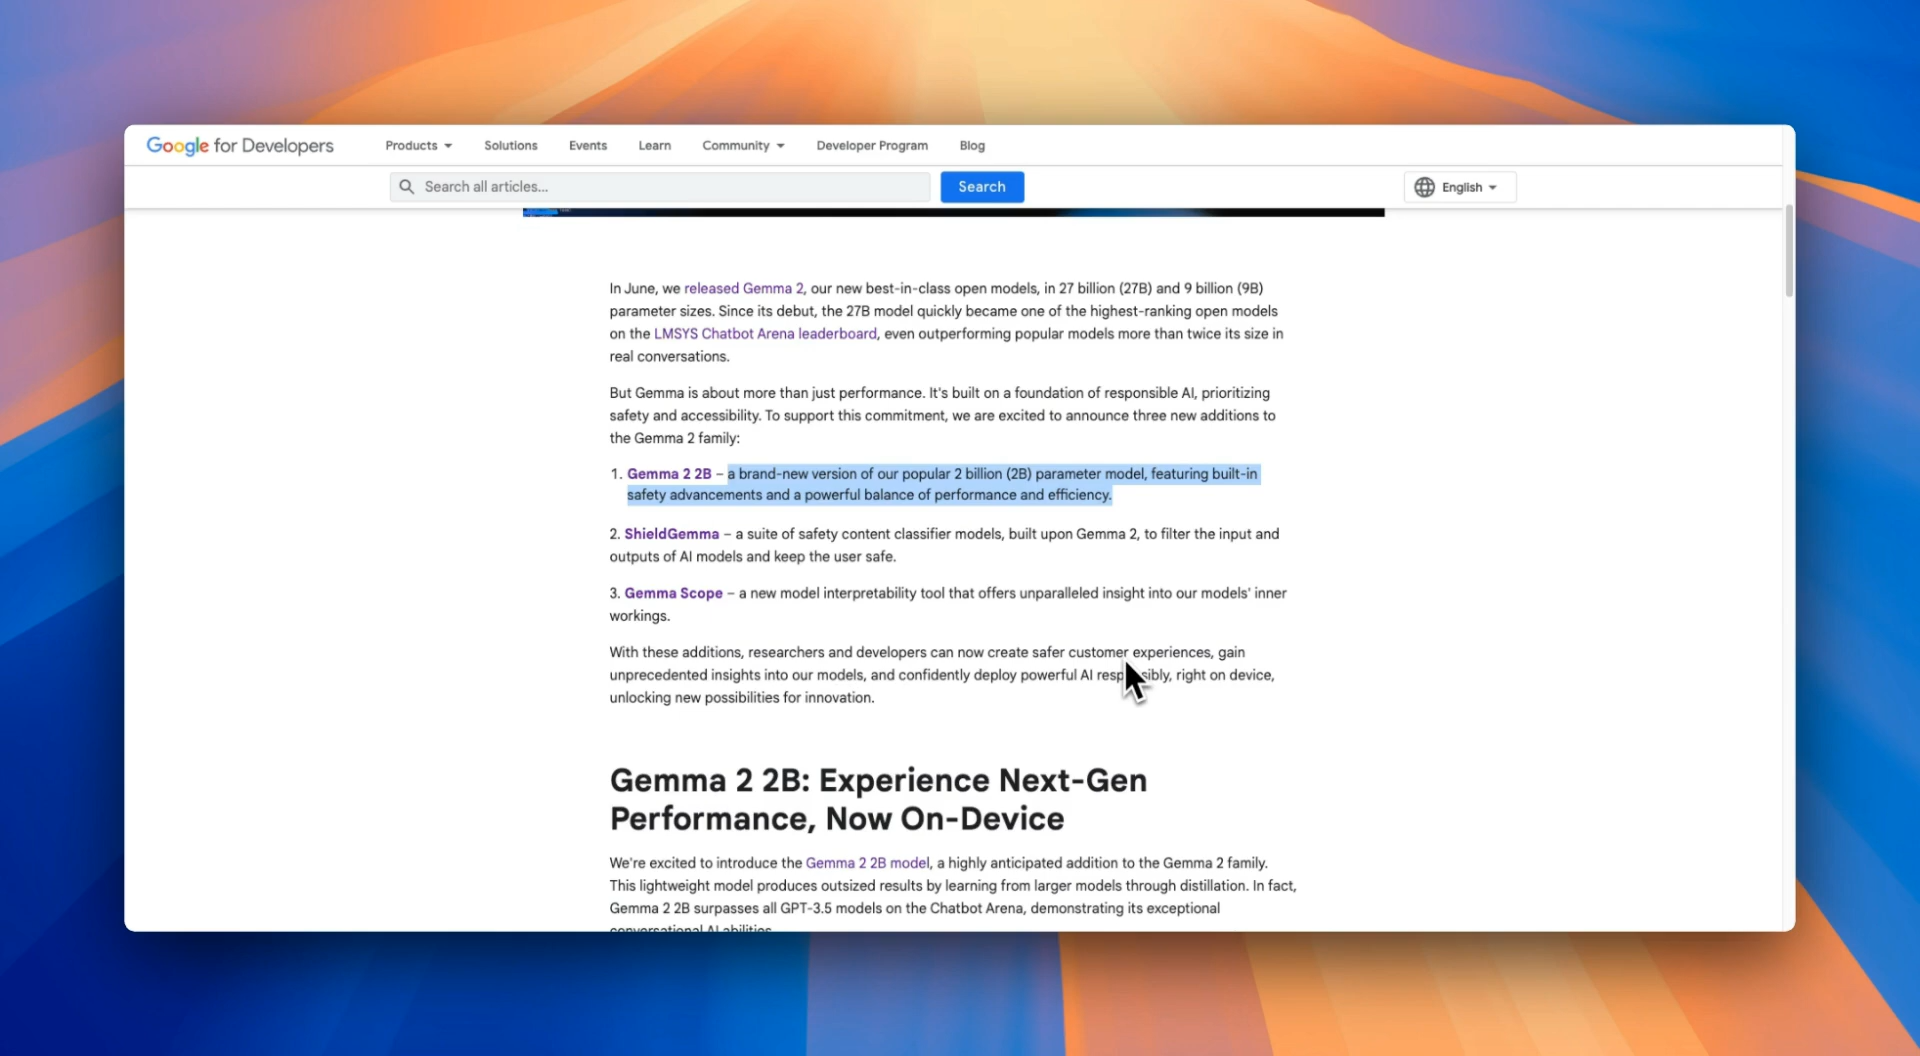 Google for Developers Products Solutions Events Learn Community Developer Program Blog
Search all articles... Search English
In June, we released Gemma 2, our new best-in-class open models, in 27 billion (27B) and 9 billion (9B)
parameter sizes. Since its debut, the 27B model quickly became one of the highest-ranking open models
on the LMSYS Chatbot Arena leaderboard, even outperforming popular models more than twice its size in
real conversations.
But Gemma is about more than just performance. It's built on a foundation of responsible AI, prioritizing
safety and accessibility. To support this commitment, we are excited to announce three new additions to
the Gemma 2 family:
1. Gemma 2 2B – a brand-new version of our popular 2 billion (2B) parameter model, featuring built-in
safety advancements and a powerful balance of performance and efficiency.
2. ShieldGemma – a suite of safety content classifier models, built upon Gemma 2, to filter the input and
outputs of AI models and keep the user safe.
3. Gemma Scope – a new model interpretability tool that offers unparalleled insight into our models' inner
workings.
With these additions, researchers and developers can now create safer customer experiences, gain
unprecedented insights into our models, and confidently deploy powerful AI responsibly, right on device,
unlocking new possibilities for innovation.
Gemma 2 2B: Experience Next-Gen
Performance, Now On-Device
We're excited to introduce the Gemma 2 2B model, a highly anticipated addition to the Gemma 2 family.
This lightweight model produces outsized results by learning from larger models through distillation. In fact,
Gemma 2 2B surpasses all GPT-3.5 models on the Chatbot Arena, demonstrating its exceptional
conversational AI abilities.